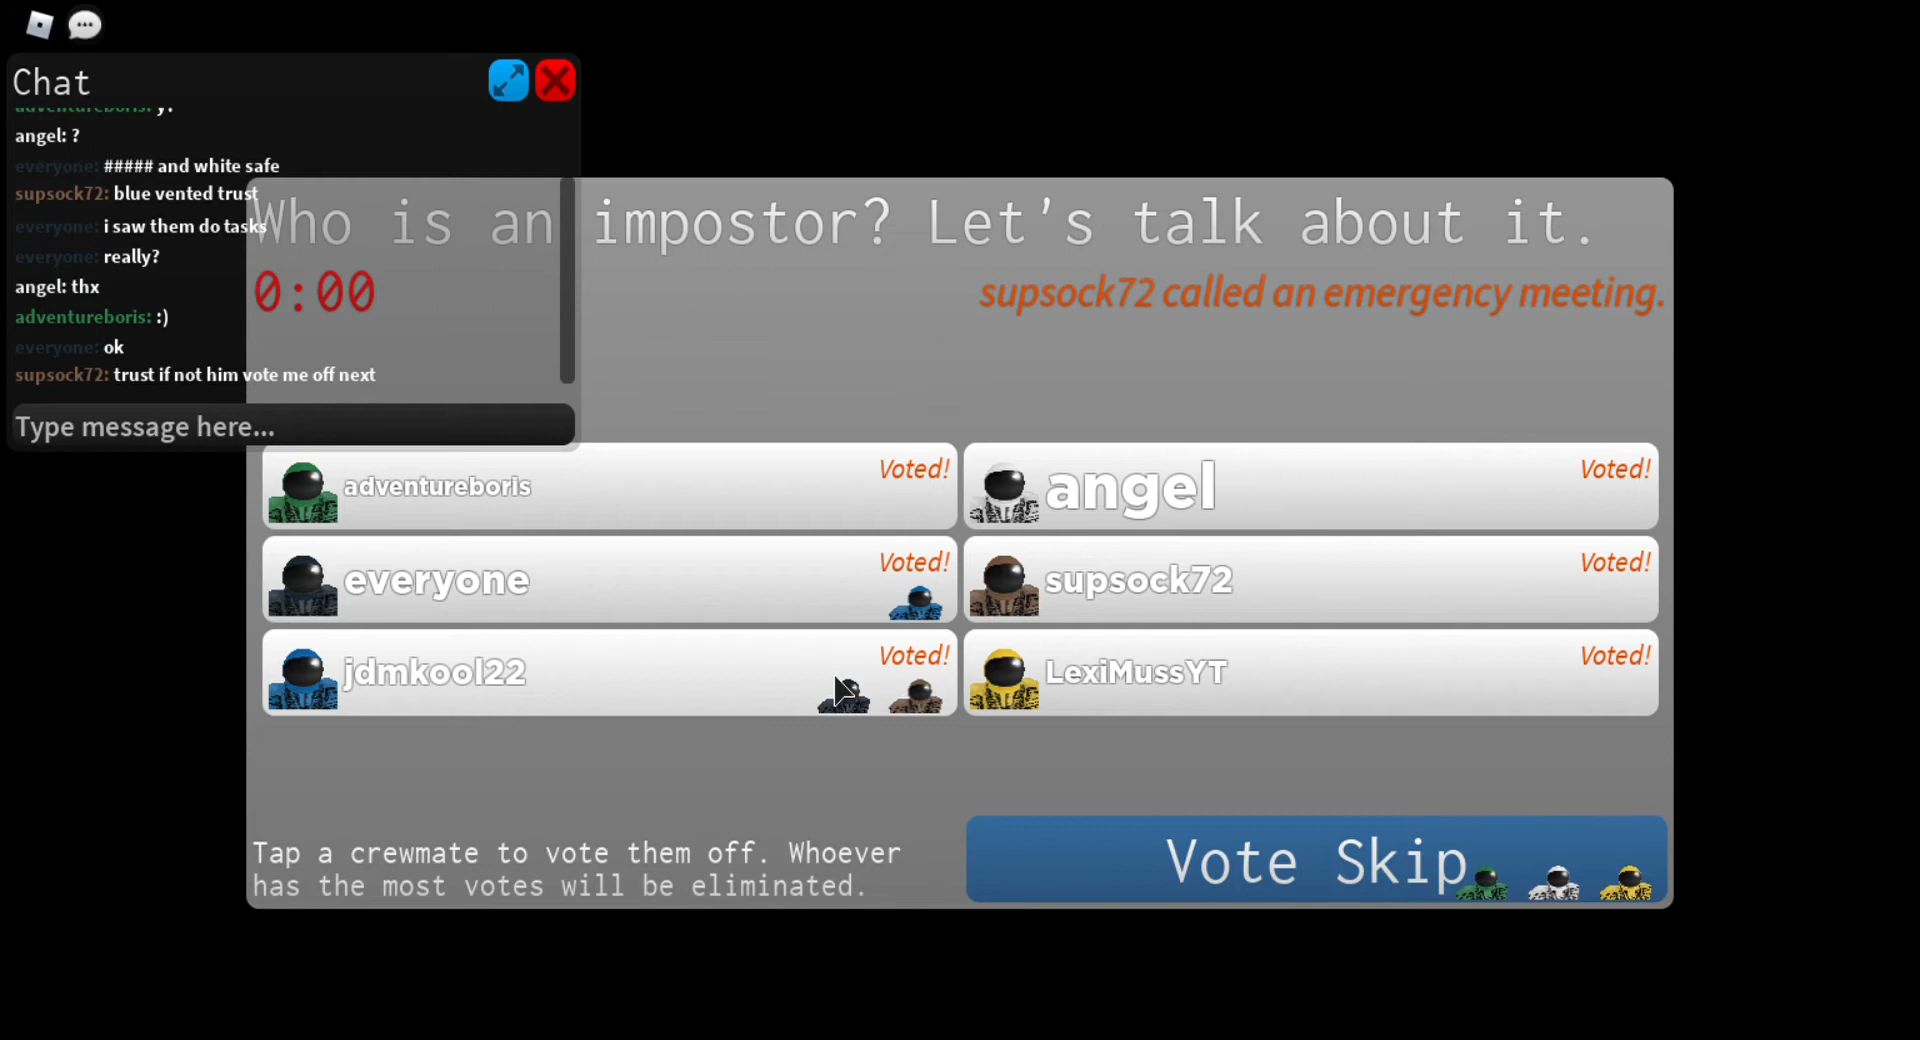 Chat
adventureboris: y.
angel: ?
everyone: ##### and white safe
supsock72: blue vented trust
everyone: i saw them do tasks
everyone: really?
angel: thx
adventureboris: :)
everyone: ok
supsock72: trust if not him vote me off next
Type message here...
Who is an impostor? Let's talk about it.
0:00
supsock72 called an emergency meeting.
adventureboris Voted!
angel Voted!
everyone Voted!
supsock72 Voted!
jdmkool22 Voted!
LexiMussYT Voted!
Tap a crewmate to vote them off. Whoever
has the most votes will be eliminated.
Vote Skip